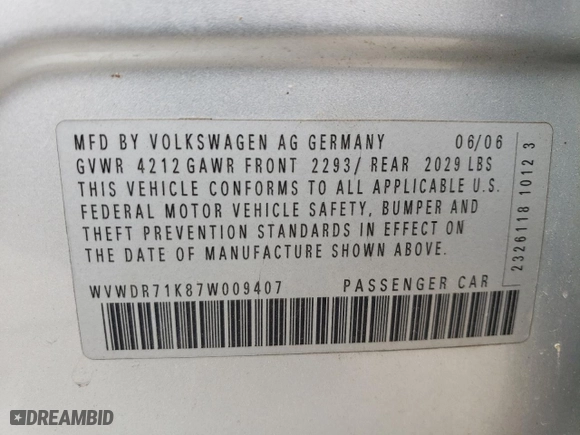 MFD BY VOLKSWAGEN AG GERMANY 06/06
GVWR 4212 GAWR FRONT 2293/ REAR 2029 LBS
THIS VEHICLE CONFORMS TO ALL APPLICABLE U.S.
FEDERAL MOTOR VEHICLE SAFETY, BUMPER AND
THEFT PREVENTION STANDARDS IN EFFECT ON
THE DATE OF MANUFACTURE SHOWN ABOVE.
WVWDR71K87W009407 PASSENGER CAR
2326118 1012 3
DREAMBID